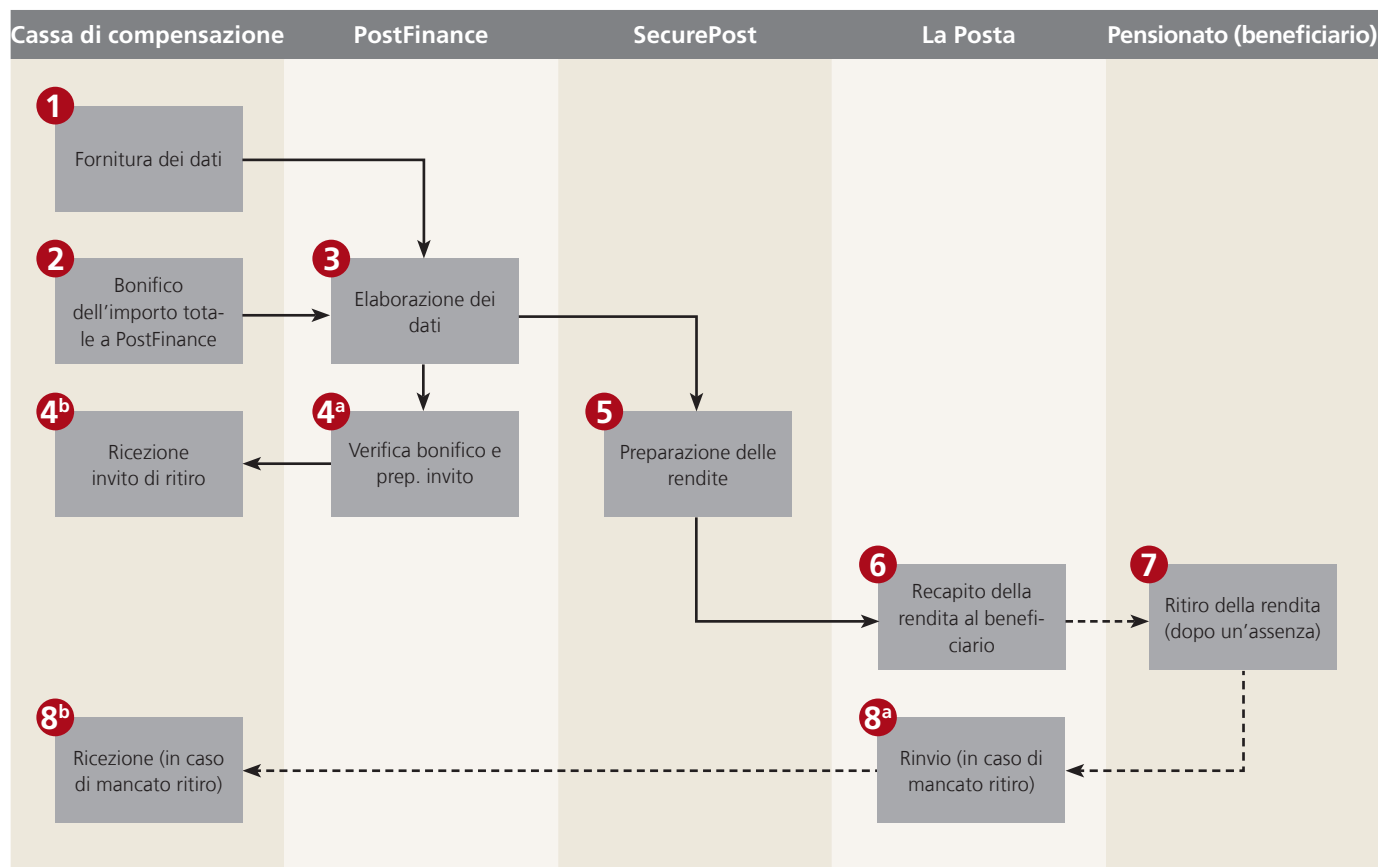 Cassa di compensazione PostFinance SecurePost La Posta Pensionato (beneficiario)
1
Fornitura dei dati
2
Bonifico
dell'importo tota-
le a PostFinance
3
Elaborazione dei
dati
4b
Ricezione
invito di ritiro
4a
Verifica bonifico e
prep. invito
5
Preparazione delle
rendite
6
Recapito della
rendita al benefi-
ciario
7
Ritiro della rendita
(dopo un'assenza)
8b
Ricezione (in caso
di mancato ritiro)
8a
Rinvio (in caso di
mancato ritiro)